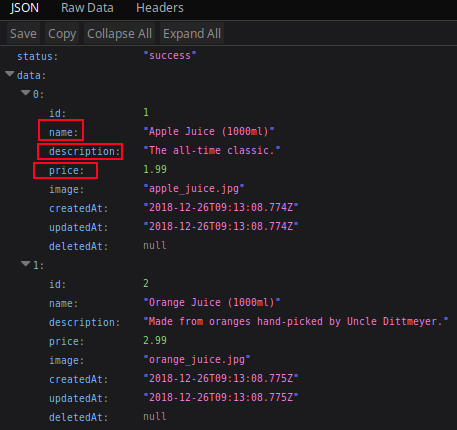 JSON Raw Data Headers
Save Copy Collapse All Expand All
status: "success"
data:
0:
id: 1
name: "Apple Juice (1000ml)"
description: "The all-time classic."
price: 1.99
image: "apple_juice.jpg"
createdAt: "2018-12-26T09:13:08.774Z"
updatedAt: "2018-12-26T09:13:08.774Z"
deletedAt: null
1:
id: 2
name: "Orange Juice (1000ml)"
description: "Made from oranges hand-picked by Uncle Dittmeyer."
price: 2.99
image: "orange_juice.jpg"
createdAt: "2018-12-26T09:13:08.775Z"
updatedAt: "2018-12-26T09:13:08.775Z"
deletedAt: null